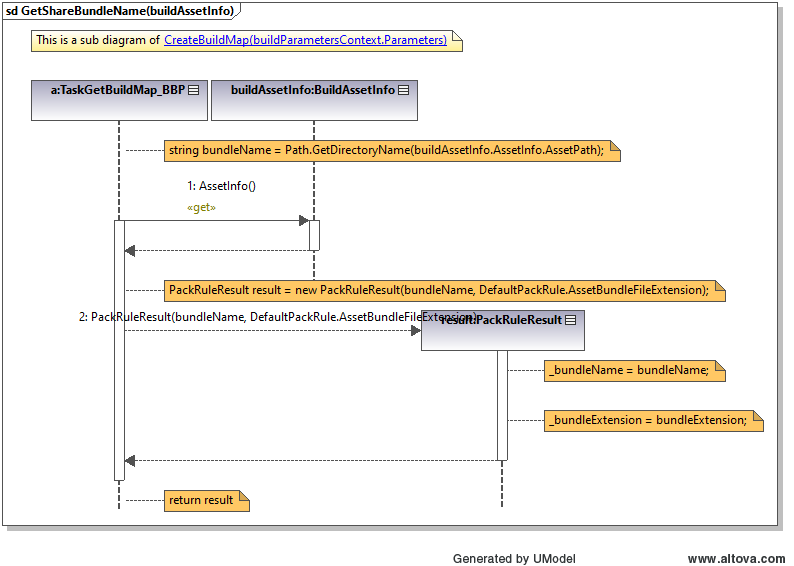 sd GetShareBundleName(buildAssetInfo)
This is a sub diagram of CreateBuildMap(buildParametersContext.Parameters)
a:TaskGetBuildMap_BBP
buildAssetInfo:BuildAssetInfo
string bundleName = Path.GetDirectoryName(buildAssetInfo.AssetInfo.AssetPath);
1: AssetInfo()
«get»
PackRuleResult result = new PackRuleResult(bundleName, DefaultPackRule.AssetBundleFileExtension);
2: PackRuleResult(bundleName, DefaultPackRule.AssetBundleFileExtension)
result:PackRuleResult
_bundleName = bundleName;
_bundleExtension = bundleExtension;
return result
Generated by UModel
www.altova.com